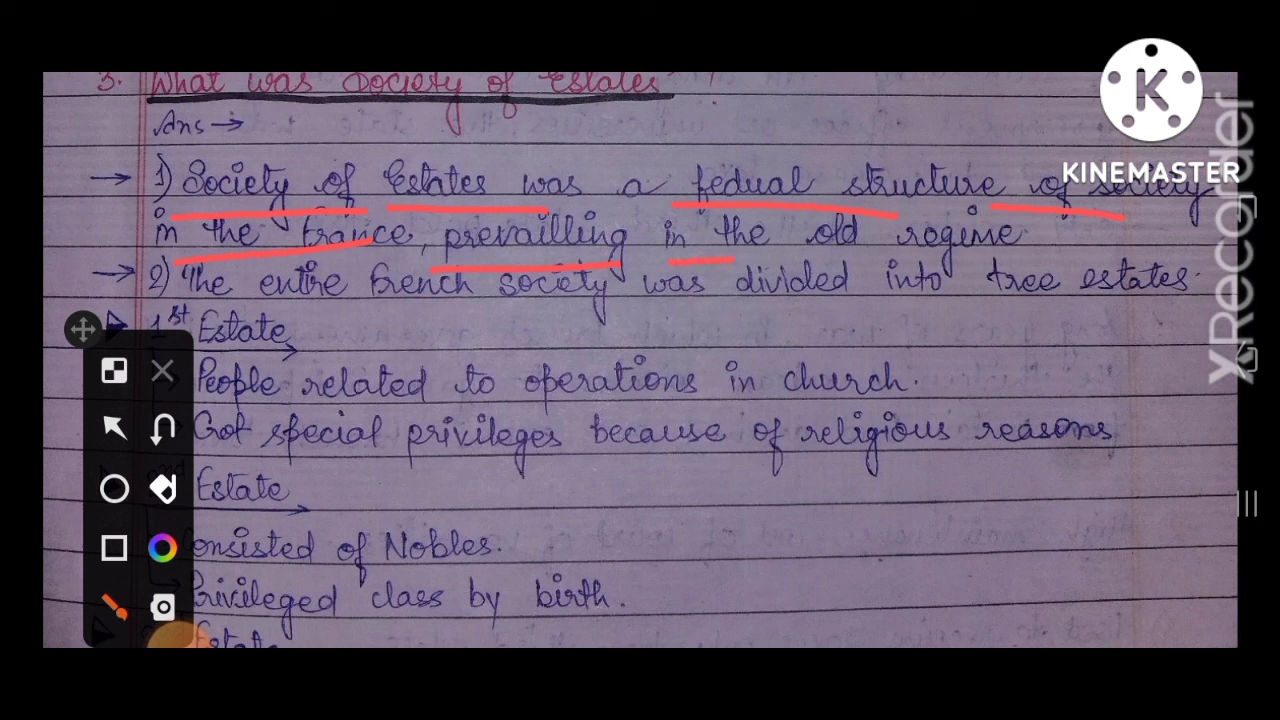 3. What was Society of Estates
Ans →
→ 1) Society of Estates was a fedual structure of society
in the france, prevailling in the old regime
→ 2) The entire french society was divided into tree estates.
1st Estate
People related to operations in church.
Got special privileges because of religious reasons
Estate
Consisted of Nobles.
Privileged class by birth.
Estate
KINEMASTER
XRecorder